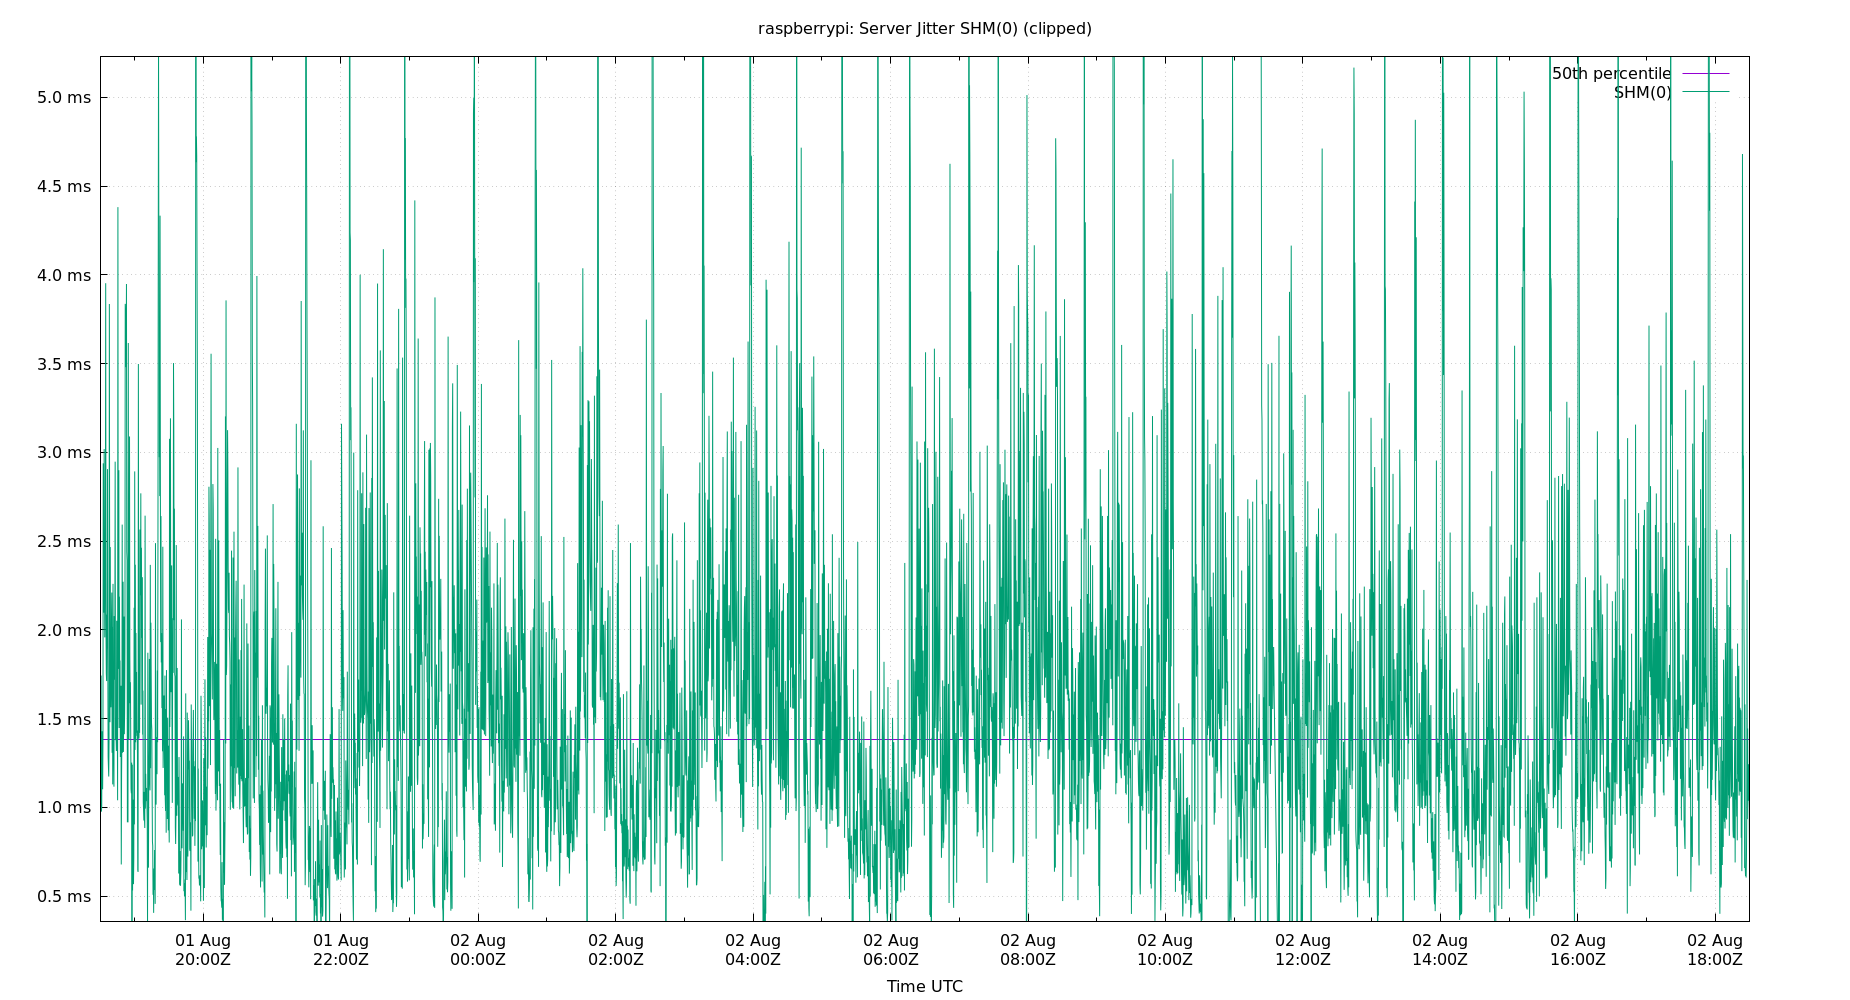 raspberrypi: Server Jitter SHM(0) (clipped)
50th percentile
SHM(0)
5.0 ms
4.5 ms
4.0 ms
3.5 ms
3.0 ms
2.5 ms
2.0 ms
1.5 ms
1.0 ms
0.5 ms
01 Aug 01 Aug 02 Aug 02 Aug 02 Aug 02 Aug 02 Aug 02 Aug 02 Aug 02 Aug 02 Aug 02 Aug
20:00Z 22:00Z 00:00Z 02:00Z 04:00Z 06:00Z 08:00Z 10:00Z 12:00Z 14:00Z 16:00Z 18:00Z
Time UTC